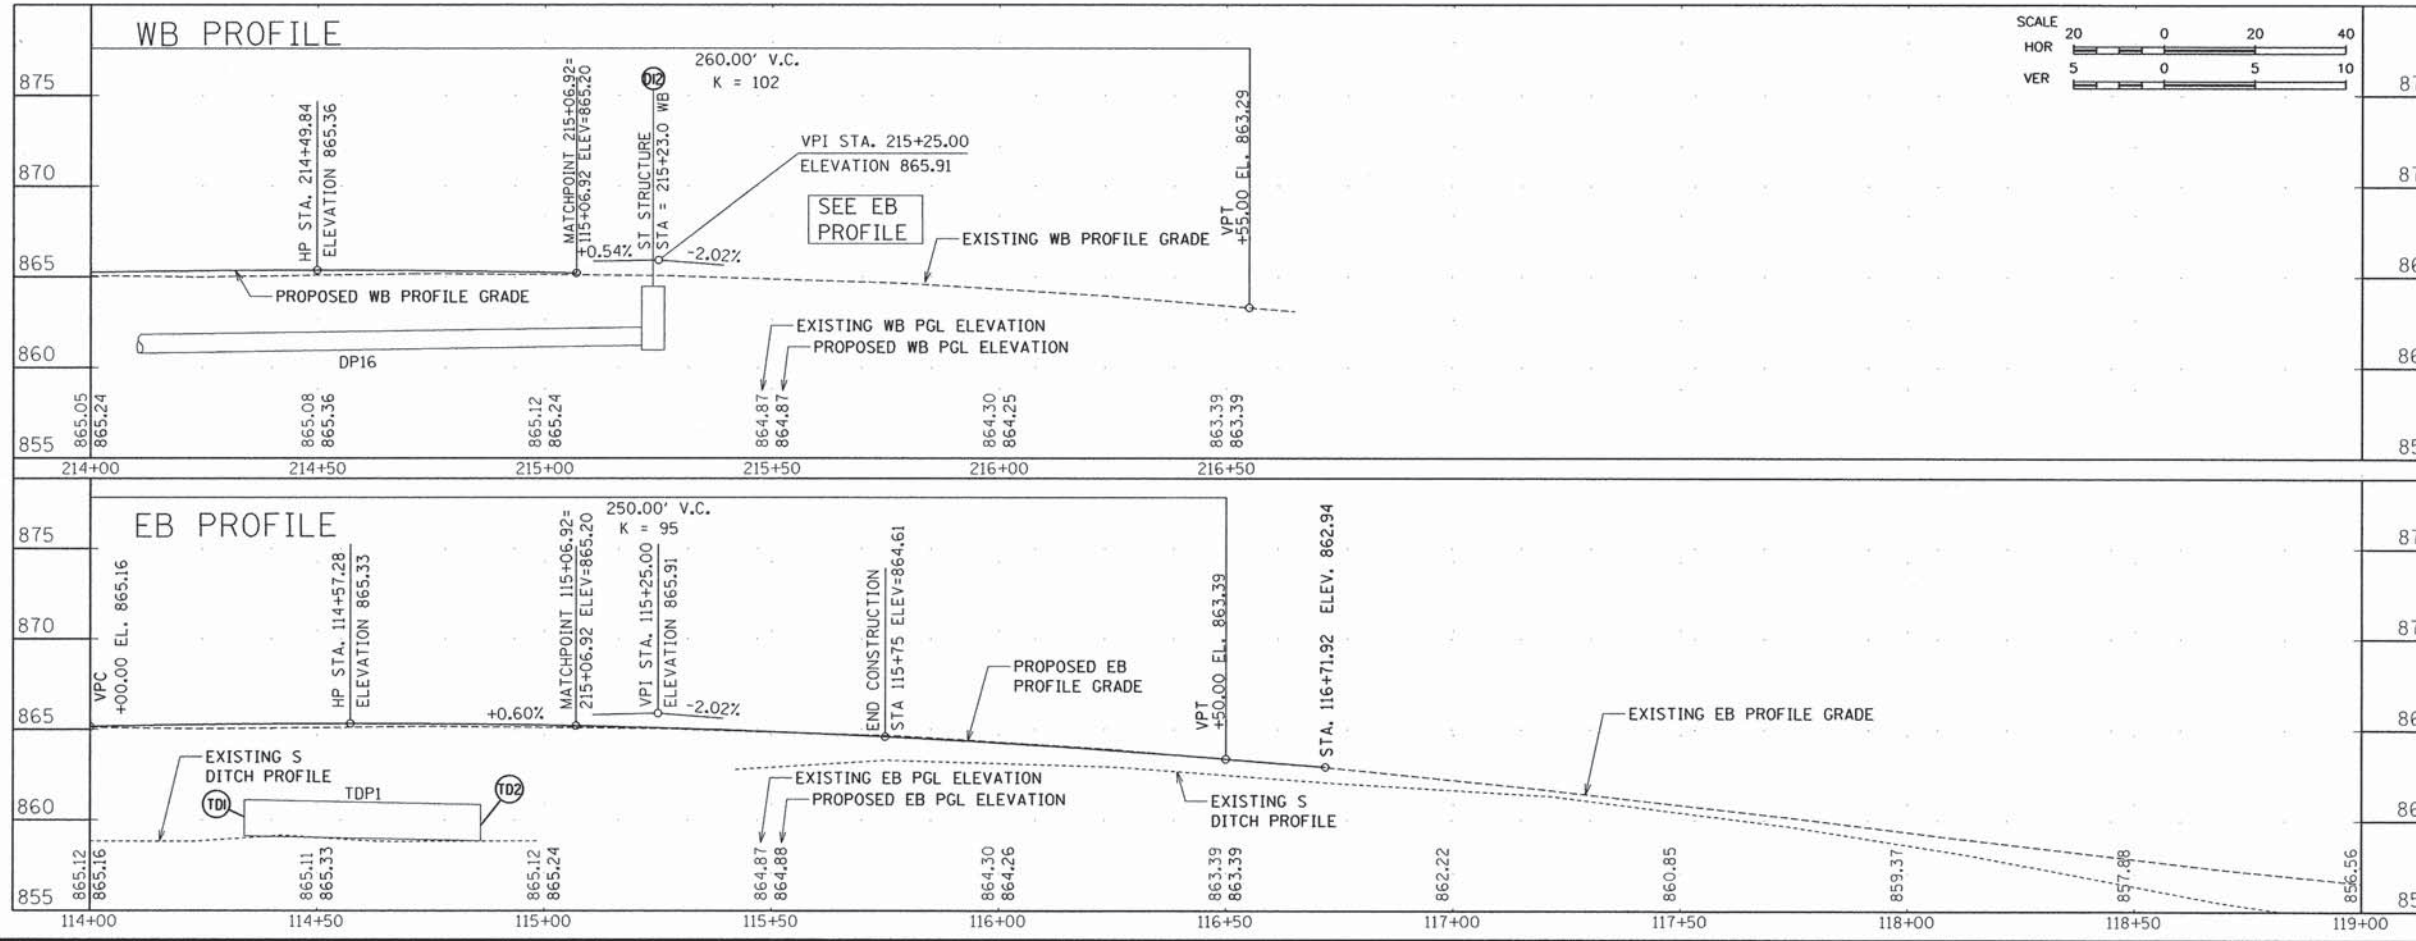 WB PROFILE
SCALE
HOR
20 0 20 40
VER
5 0 5 10
260.00' V.C.
K = 102
875
870
865
860
855
HP STA. 214+49.84
ELEVATION 865.36
MATCHPOINT 215+06.92=
115+06.92 ELEV=865.20
D12
ST STRUCTURE
STA = 215+23.0 WB
VPI STA. 215+25.00
ELEVATION 865.91
SEE EB
PROFILE
+0.54%
-2.02%
EXISTING WB PROFILE GRADE
VPT
+55.00 EL. 863.29
PROPOSED WB PROFILE GRADE
DP16
EXISTING WB PGL ELEVATION
PROPOSED WB PGL ELEVATION
865.05
865.24
865.08
865.36
865.12
865.24
864.87
864.87
864.30
864.25
863.39
863.39
214+00
214+50
215+00
215+50
216+00
216+50
EB PROFILE
250.00' V.C.
K = 95
875
870
865
860
855
VPC
+00.00 EL. 865.16
HP STA. 114+57.28
ELEVATION 865.33
MATCHPOINT 115+06.92=
215+06.92 ELEV=865.20
VPI STA. 115+25.00
ELEVATION 865.91
END CONSTRUCTION
STA 115+75 ELEV=864.61
PROPOSED EB
PROFILE GRADE
VPT
+50.00 EL. 863.39
STA. 116+71.92 ELEV. 862.94
+0.60%
-2.02%
EXISTING EB PROFILE GRADE
EXISTING S
DITCH PROFILE
TD1
TDP1
TD2
EXISTING EB PGL ELEVATION
PROPOSED EB PGL ELEVATION
EXISTING S
DITCH PROFILE
865.12
865.16
865.11
865.33
865.12
865.24
864.87
864.88
864.30
864.26
863.39
863.39
862.22
860.85
859.37
857.88
856.56
114+00
114+50
115+00
115+50
116+00
116+50
117+00
117+50
118+00
118+50
119+00